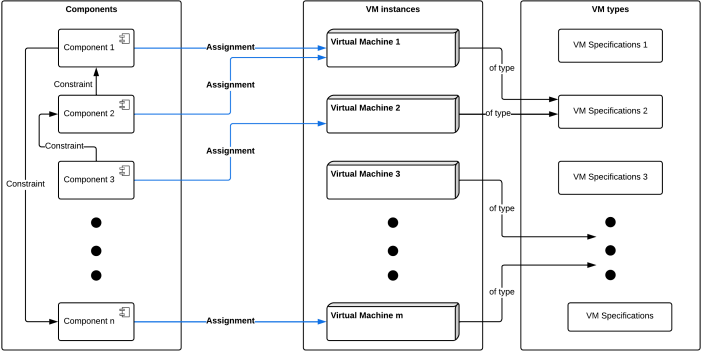 Components
VM instances
VM types
Component 1
Assignment
Virtual Machine 1
VM Specifications 1
of type
Constraint
Assignment
Component 2
Virtual Machine 2
of type
VM Specifications 2
Constraint
Assignment
Component 3
Virtual Machine 3
VM Specifications 3
Constraint
of type
of type
Component n
Assignment
Virtual Machine m
VM Specifications